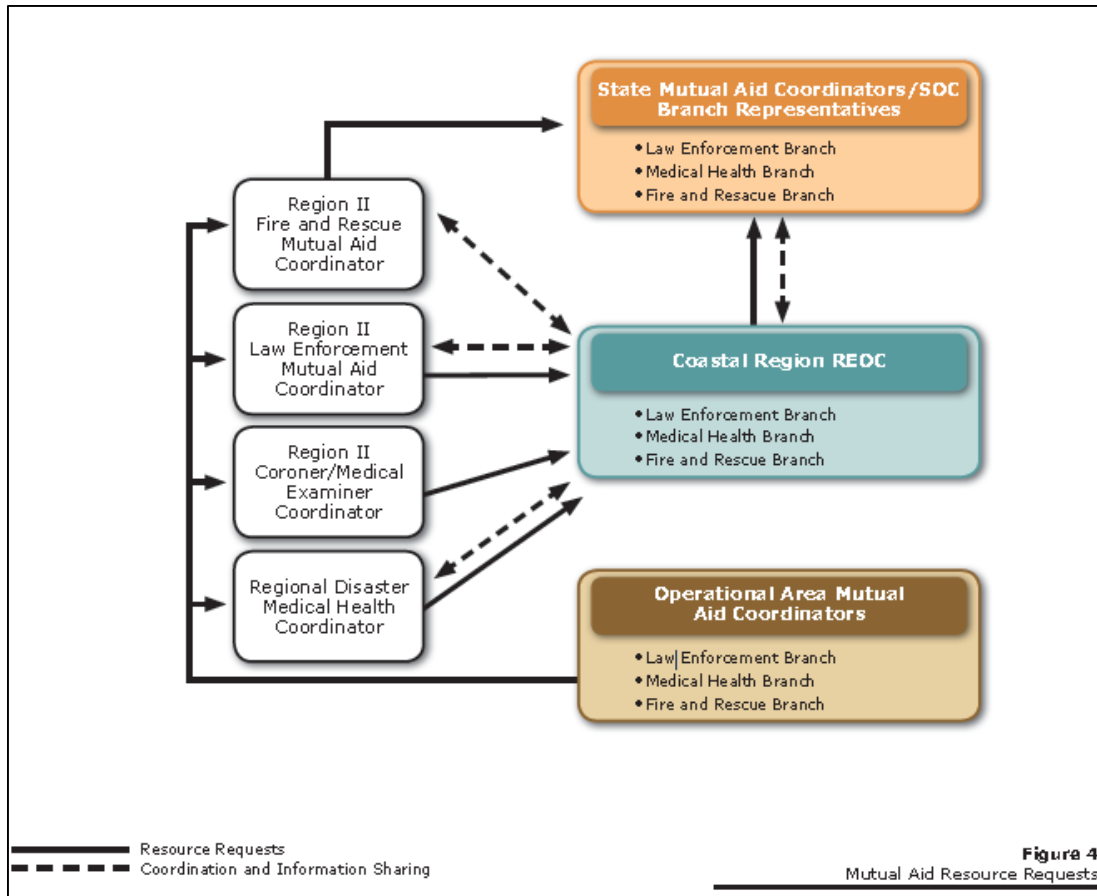 State Mutual Aid Coordinators/SOC
Branch Representatives
• Law Enforcement Branch
• Medical Health Branch
• Fire and Resacue Branch
Region II
Fire and Rescue
Mutual Aid
Coordinator
Region II
Law Enforcement
Mutual Aid
Coordinator
Coastal Region REOC
• Law Enforcement Branch
• Medical Health Branch
• Fire and Rescue Branch
Region II
Coroner/Medical
Examiner
Coordinator
Regional Disaster
Medical Health
Coordinator
Operational Area Mutual
Aid Coordinators
• Law Enforcement Branch
• Medical Health Branch
• Fire and Rescue Branch
Resource Requests
Coordination and Information Sharing
Figure 4
Mutual Aid Resource Requests